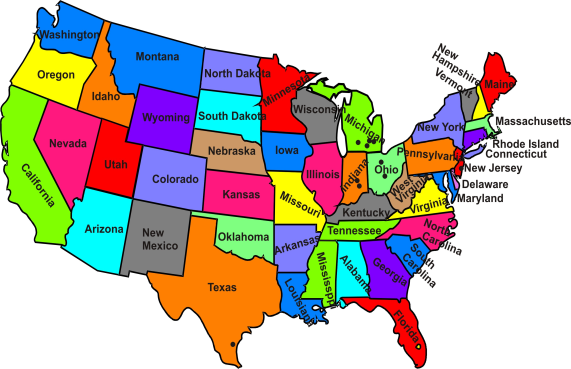 Washington
Montana
North Dakota
Minnesota
Oregon
Idaho
Wyoming
South Dakota
Wisconsin
Michigan
New
Hampshire
Vermont
Maine
Massachusetts
New York
Rhode Island
Connecticut
Nevada
Utah
Colorado
Nebraska
Iowa
Illinois
Indiana
Ohio
Pennsylvania
New Jersey
Delaware
Maryland
California
Kansas
Missouri
Kentucky
West
Virginia
Virginia
Arizona
New
Mexico
Oklahoma
Arkansas
Tennessee
North
Carolina
South
Carolina
Texas
Louisiana
Mississippi
Alabama
Georgia
Florida